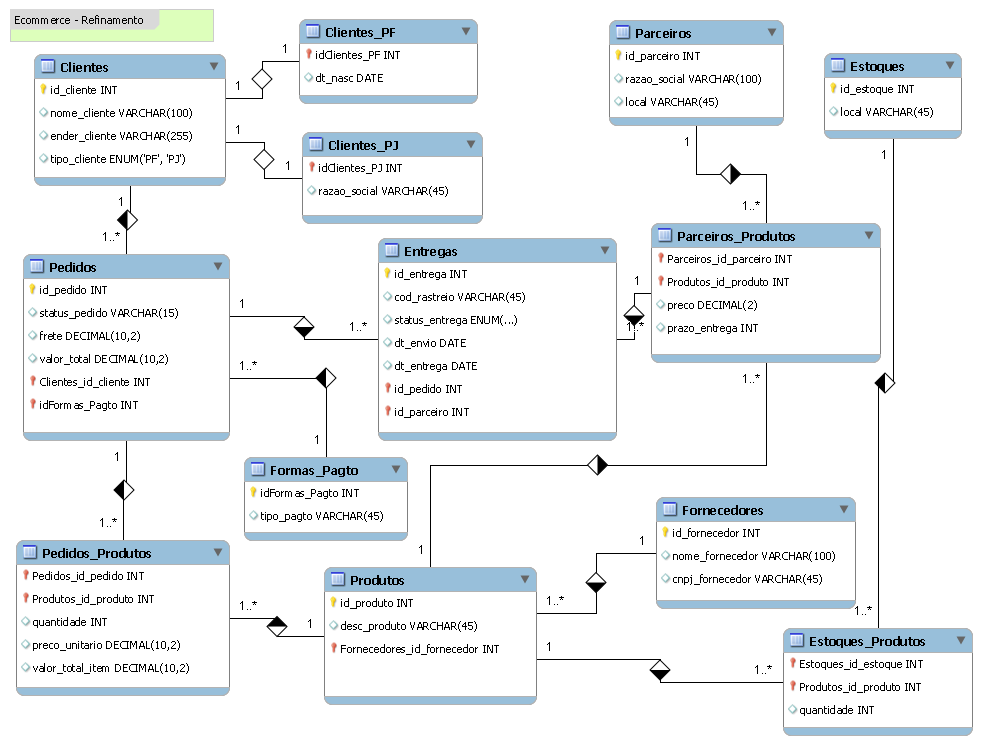 Ecommerce - Refinamento
Clientes
id_cliente INT
nome_cliente VARCHAR(100)
ender_cliente VARCHAR(255)
tipo_cliente ENUM('PF', 'PJ')
1
1
Clientes_PF
idClientes_PF INT
dt_nasc DATE
1
1
Clientes_PJ
idClientes_PJ INT
razao_social VARCHAR(45)
Parceiros
id_parceiro INT
razao_social VARCHAR(100)
local VARCHAR(45)
1
1..*
Estoques
id_estoque INT
local VARCHAR(45)
1
1..*
1
1..*
Pedidos
id_pedido INT
status_pedido VARCHAR(15)
frete DECIMAL(10,2)
valor_total DECIMAL(10,2)
Clientes_id_cliente INT
idFormas_Pagto INT
1
1..*
Entregas
id_entrega INT
cod_rastreio VARCHAR(45)
status_entrega ENUM(...)
dt_envio DATE
dt_entrega DATE
id_pedido INT
id_parceiro INT
1
1..*
Parceiros_Produtos
Parceiros_id_parceiro INT
Produtos_id_produto INT
preco DECIMAL(2)
prazo_entrega INT
1..*
1
1..*
1
Formas_Pagto
idFormas_Pagto INT
tipo_pagto VARCHAR(45)
1
1..*
Pedidos_Produtos
Pedidos_id_pedido INT
Produtos_id_produto INT
quantidade INT
preco_unitario DECIMAL(10,2)
valor_total_item DECIMAL(10,2)
1..*
1
Produtos
id_produto INT
desc_produto VARCHAR(45)
Fornecedores_id_fornecedor INT
1..*
1
Fornecedores
id_fornecedor INT
nome_fornecedor VARCHAR(100)
cnpj_fornecedor VARCHAR(45)
1
1..*
Estoques_Produtos
Estoques_id_estoque INT
Produtos_id_produto INT
quantidade INT